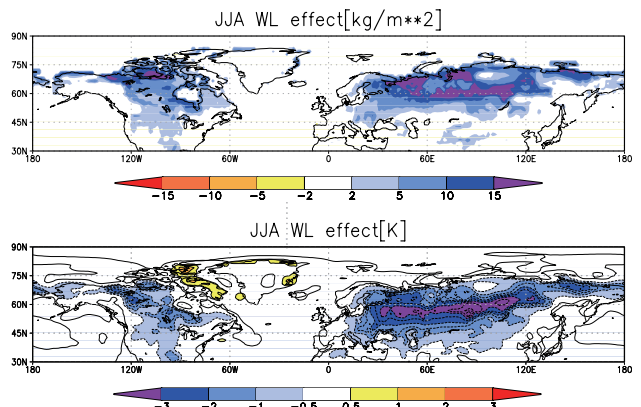 JJA WL effect[kg/m**2]
90N
75N
60N
45N
30N
180 120W 60W 0 60E 120E 180
-15 -10 -5 -2 2 5 10 15
JJA WL effect[K]
90N
75N
60N
45N
30N
180 120W 60W 0 60E 120E 180
-3 -2 -1 -0.5 0.5 1 2 3